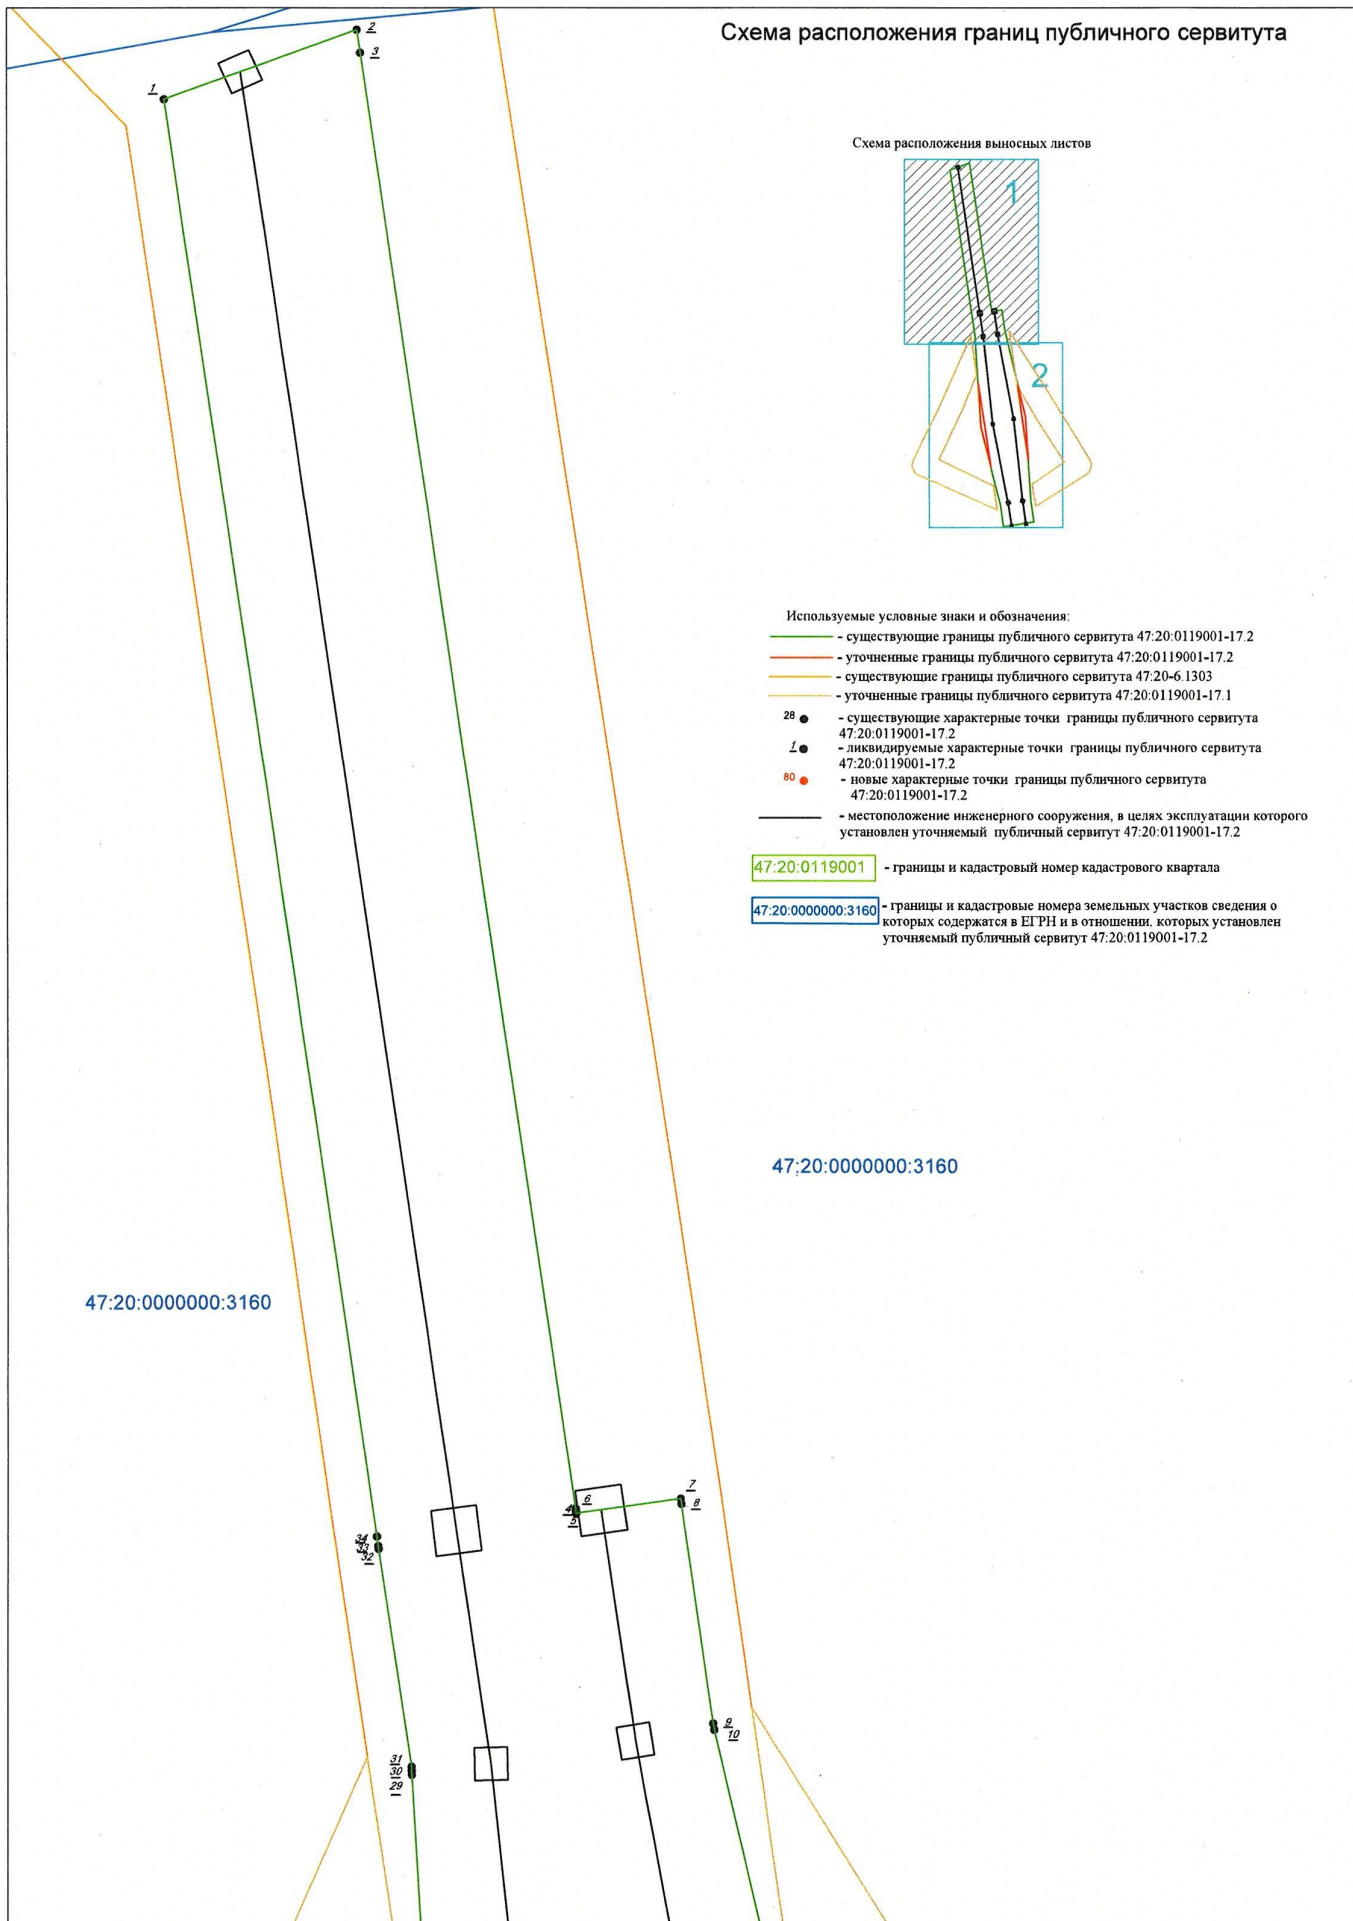 Схема расположения границ публичного сервитута
2
3
1
Схема расположения выносных листов
1
2
Используемые условные знаки и обозначения:
- существующие границы публичного сервитута 47:20:0119001-17.2
- уточненные границы публичного сервитута 47:20:0119001-17.2
- существующие границы публичного сервитута 47:20-6.1303
- уточненные границы публичного сервитута 47:20:0119001-17.1
28 - существующие характерные точки границы публичного сервитута
47:20:0119001-17.2
1 - ликвидируемые характерные точки границы публичного сервитута
47:20:0119001-17.2
80 - новые характерные точки границы публичного сервитута
47:20:0119001-17.2
- местоположение инженерного сооружения, в целях эксплуатации которого
установлен уточняемый публичный сервитут 47:20:0119001-17.2
47:20:0119001 - границы и кадастровый номер кадастрового квартала
47:20:0000000:3160 - границы и кадастровые номера земельных участков сведения о
которых содержатся в ЕГРН и в отношении, которых установлен
уточняемый публичный сервитут 47:20:0119001-17.2
47:20:0000000:3160
47:20:0000000:3160
7
6
8
4
5
34
33
32
9
10
31
30
29